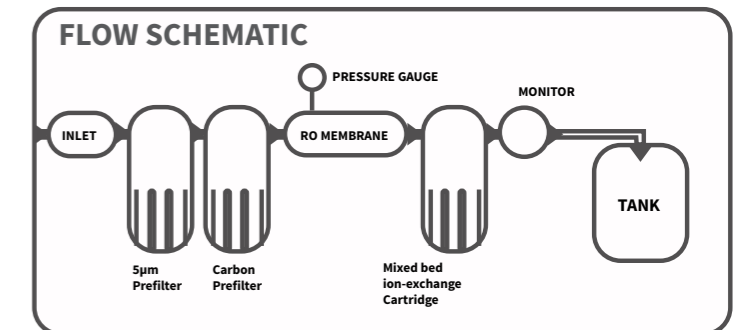 FLOW SCHEMATIC
PRESSURE GAUGE
MONITOR
INLET
RO MEMBRANE
TANK
5µm
Prefilter
Carbon
Prefilter
Mixed bed
ion-exchange
Cartridge